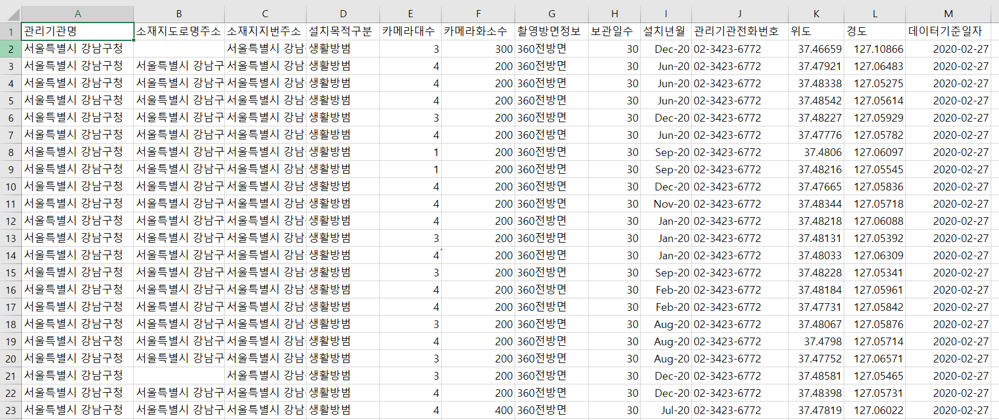 A B C D E F G H I J K L M
1 관리기관명 소재지도로명주소 소재지지번주소 설치목적구분 카메라대수 카메라화소수 촬영방면정보 보관일수 설치년월 관리기관전화번호 위도 경도 데이터기준일자
2 서울특별시 강남구청 서울특별시 강남 생활방범 3 300 360전방면 30 Dec-20 02-3423-6772 37.46659 127.10866 2020-02-27
3 서울특별시 강남구청 서울특별시 강남구 서울특별시 강남 생활방범 4 200 360전방면 30 Jun-20 02-3423-6772 37.47921 127.06483 2020-02-27
4 서울특별시 강남구청 서울특별시 강남구 서울특별시 강남 생활방범 4 200 360전방면 30 Jun-20 02-3423-6772 37.48338 127.05275 2020-02-27
5 서울특별시 강남구청 서울특별시 강남구 서울특별시 강남 생활방범 4 200 360전방면 30 Jun-20 02-3423-6772 37.48542 127.05614 2020-02-27
6 서울특별시 강남구청 서울특별시 강남구 서울특별시 강남 생활방범 3 200 360전방면 30 Dec-20 02-3423-6772 37.48227 127.05929 2020-02-27
7 서울특별시 강남구청 서울특별시 강남구 서울특별시 강남 생활방범 4 200 360전방면 30 Jun-20 02-3423-6772 37.47776 127.05782 2020-02-27
8 서울특별시 강남구청 서울특별시 강남구 서울특별시 강남 생활방범 1 200 360전방면 30 Sep-20 02-3423-6772 37.4806 127.06097 2020-02-27
9 서울특별시 강남구청 서울특별시 강남구 서울특별시 강남 생활방범 1 200 360전방면 30 Sep-20 02-3423-6772 37.48216 127.05545 2020-02-27
10 서울특별시 강남구청 서울특별시 강남구 서울특별시 강남 생활방범 4 200 360전방면 30 Dec-20 02-3423-6772 37.47665 127.05836 2020-02-27
11 서울특별시 강남구청 서울특별시 강남구 서울특별시 강남 생활방범 4 200 360전방면 30 Nov-20 02-3423-6772 37.48344 127.05718 2020-02-27
12 서울특별시 강남구청 서울특별시 강남구 서울특별시 강남 생활방범 4 200 360전방면 30 Jan-20 02-3423-6772 37.48218 127.06088 2020-02-27
13 서울특별시 강남구청 서울특별시 강남구 서울특별시 강남 생활방범 3 200 360전방면 30 Jan-20 02-3423-6772 37.48131 127.05392 2020-02-27
14 서울특별시 강남구청 서울특별시 강남구 서울특별시 강남 생활방범 4 200 360전방면 30 Jan-20 02-3423-6772 37.48033 127.06309 2020-02-27
15 서울특별시 강남구청 서울특별시 강남구 서울특별시 강남 생활방범 3 200 360전방면 30 Sep-20 02-3423-6772 37.48228 127.05341 2020-02-27
16 서울특별시 강남구청 서울특별시 강남구 서울특별시 강남 생활방범 4 200 360전방면 30 Feb-20 02-3423-6772 37.48184 127.05961 2020-02-27
17 서울특별시 강남구청 서울특별시 강남구 서울특별시 강남 생활방범 4 200 360전방면 30 Feb-20 02-3423-6772 37.47731 127.05842 2020-02-27
18 서울특별시 강남구청 서울특별시 강남구 서울특별시 강남 생활방범 3 200 360전방면 30 Aug-20 02-3423-6772 37.48067 127.05876 2020-02-27
19 서울특별시 강남구청 서울특별시 강남구 서울특별시 강남 생활방범 4 200 360전방면 30 Aug-20 02-3423-6772 37.4798 127.05714 2020-02-27
20 서울특별시 강남구청 서울특별시 강남구 서울특별시 강남 생활방범 3 200 360전방면 30 Aug-20 02-3423-6772 37.47752 127.06571 2020-02-27
21 서울특별시 강남구청 서울특별시 강남 생활방범 3 200 360전방면 30 Dec-20 02-3423-6772 37.48581 127.05465 2020-02-27
22 서울특별시 강남구청 서울특별시 강남구 서울특별시 강남 생활방범 4 200 360전방면 30 Dec-20 02-3423-6772 37.48398 127.05731 2020-02-27
23 서울특별시 강남구청 서울특별시 강남구 서울특별시 강남 생활방범 4 400 360전방면 30 Jul-20 02-3423-6772 37.47819 127.06022 2020-02-27